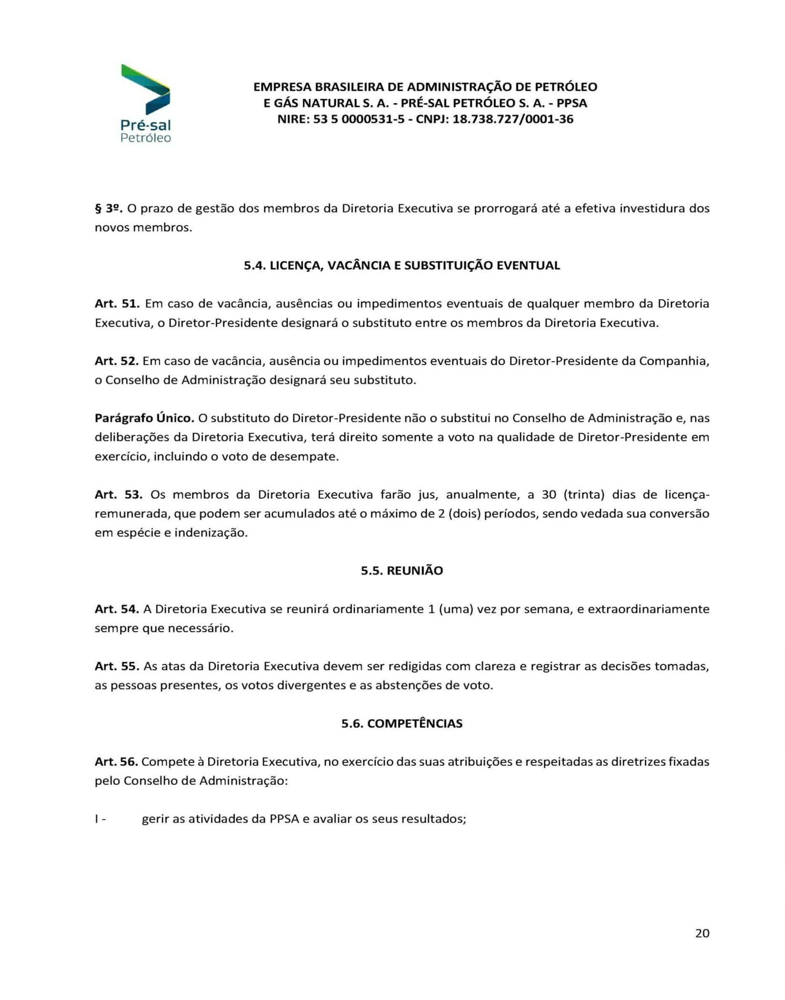 Pré-sal
Petróleo
EMPRESA BRASILEIRA DE ADMINISTRAÇÃO DE PETRÓLEO
E GÁS NATURAL S. A. - PRÉ-SAL PETRÓLEO S. A. - PPSA
NIRE: 53 5 0000531-5 - CNPJ: 18.738.727/0001-36
§ 3º. O prazo de gestão dos membros da Diretoria Executiva se prorrogará até a efetiva investidura dos
novos membros.
5.4. LICENÇA, VACÂNCIA E SUBSTITUIÇÃO EVENTUAL
Art. 51. Em caso de vacância, ausências ou impedimentos eventuais de qualquer membro da Diretoria
Executiva, o Diretor-Presidente designará o substituto entre os membros da Diretoria Executiva.
Art. 52. Em caso de vacância, ausência ou impedimentos eventuais do Diretor-Presidente da Companhia,
o Conselho de Administração designará seu substituto.
Parágrafo Único. O substituto do Diretor-Presidente não o substitui no Conselho de Administração e, nas
deliberações da Diretoria Executiva, terá direito somente a voto na qualidade de Diretor-Presidente em
exercício, incluindo o voto de desempate.
Art. 53. Os membros da Diretoria Executiva farão jus, anualmente, a 30 (trinta) dias de licença-
remunerada, que podem ser acumulados até o máximo de 2 (dois) períodos, sendo vedada sua conversão
em espécie e indenização.
5.5. REUNIÃO
Art. 54. A Diretoria Executiva se reunirá ordinariamente 1 (uma) vez por semana, e extraordinariamente
sempre que necessário.
Art. 55. As atas da Diretoria Executiva devem ser redigidas com clareza e registrar as decisões tomadas,
as pessoas presentes, os votos divergentes e as abstenções de voto.
5.6. COMPETÊNCIAS
Art. 56. Compete à Diretoria Executiva, no exercício das suas atribuições e respeitadas as diretrizes fixadas
pelo Conselho de Administração:
I - gerir as atividades da PPSA e avaliar os seus resultados;
20